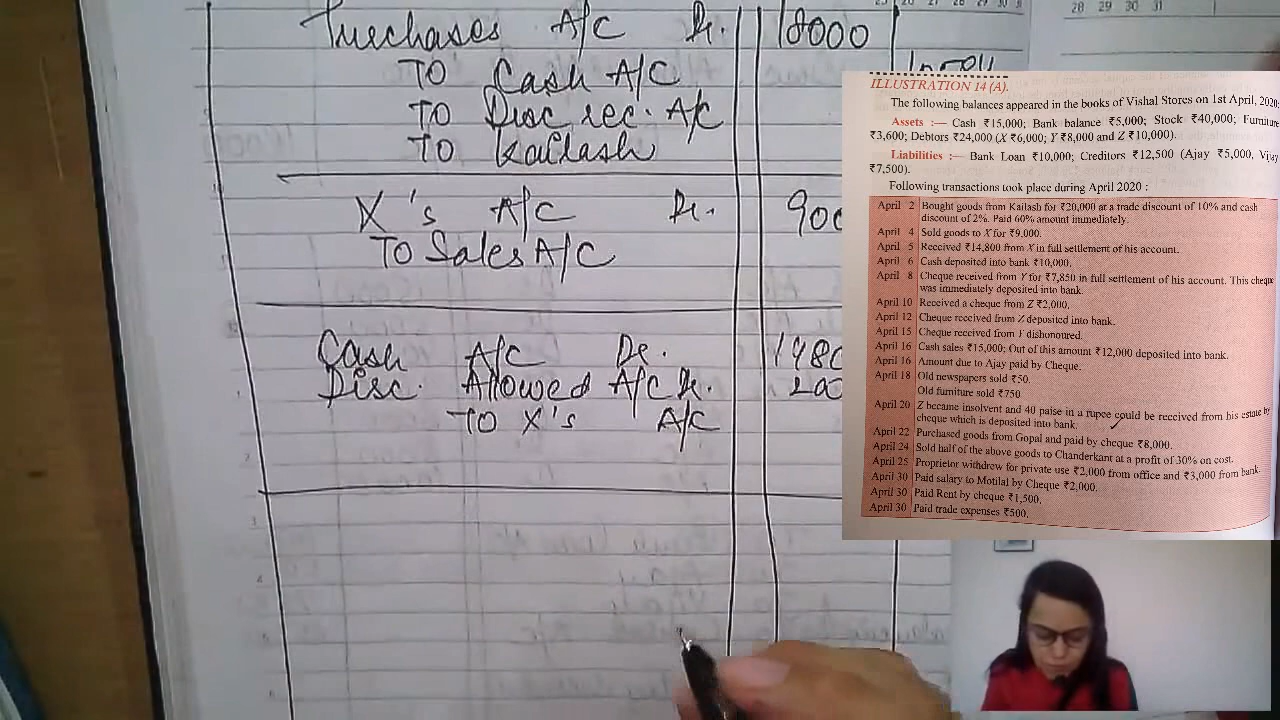 28 29 30 31
Purchases A/C Dr. 18000
TO Cash A/C
TO Disc rec. A/C
TO Kailash
X's A/C Dr. 900
TO Sales A/C
Cash A/C Dr. 1480
Disc. Allowed A/C Dr. 200
TO X's A/C
ILLUSTRATION 14 (A).
The following balances appeared in the books of Vishal Stores on 1st April, 2020
Assets :— Cash ₹15,000; Bank balance ₹5,000; Stock ₹40,000; Furniture
₹3,600; Debtors ₹24,000 (X ₹6,000; Y ₹8,000 and Z ₹10,000).
Liabilities :— Bank Loan ₹10,000; Creditors ₹12,500 (Ajay ₹5,000, Vijay
₹7,500).
Following transactions took place during April 2020 :
April 2 Bought goods from Kailash for ₹20,000 at a trade discount of 10% and cash
discount of 2%. Paid 60% amount immediately.
April 4 Sold goods to X for ₹9,000.
April 5 Received ₹14,800 from X in full settlement of his account.
April 6 Cash deposited into bank ₹10,000.
April 8 Cheque received from Y for ₹7,850 in full settlement of his account. This cheque
was immediately deposited into bank.
April 10 Received a cheque from Z ₹2,000.
April 12 Cheque received from Z deposited into bank.
April 15 Cheque received from Y dishonoured.
April 16 Cash sales ₹15,000; Out of this amount ₹12,000 deposited into bank.
April 16 Amount due to Ajay paid by Cheque.
April 18 Old newspapers sold ₹50.
Old furniture sold ₹750
April 20 Z became insolvent and 40 paise in a rupee could be received from his estate by
cheque which is deposited into bank.
April 22 Purchased goods from Gopal and paid by cheque ₹8,000.
April 24 Sold half of the above goods to Chanderkant at a profit of 30% on cost.
April 25 Proprietor withdrew for private use ₹2,000 from office and ₹3,000 from bank.
April 30 Paid salary to Motilal by Cheque ₹2,000.
April 30 Paid Rent by cheque ₹1,500.
April 30 Paid trade expenses ₹500.